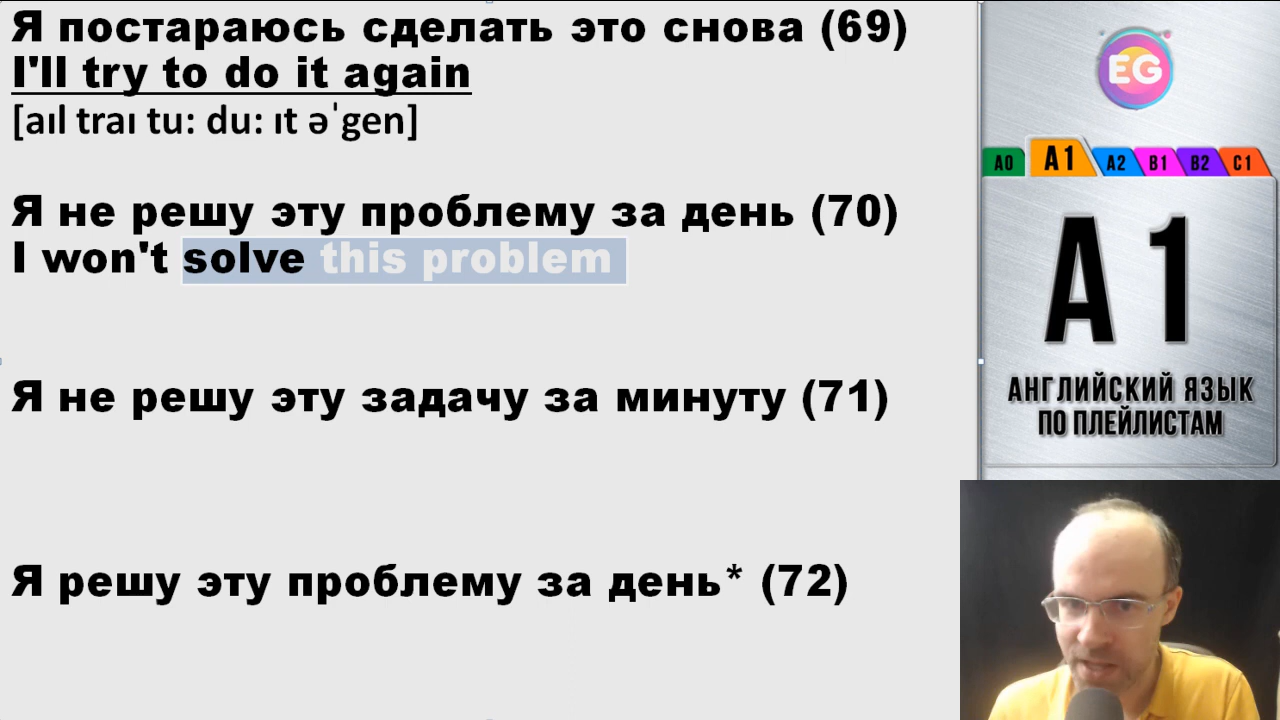 Я постараюсь сделать это снова (69)
I'll try to do it again
[aıl traı tu: du: ıt əˈgen]
Я не решу эту проблему за день (70)
I won't solve this problem
Я не решу эту задачу за минуту (71)
Я решу эту проблему за день* (72)
EG
A0 A1 A2 B1 B2 C1
A 1
АНГЛИЙСКИЙ ЯЗЫК
ПО ПЛЕЙЛИСТАМ